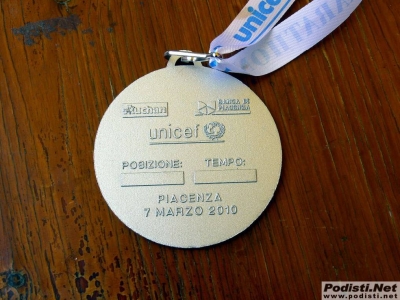 unicef
Auchan
BANCA DI
PIACENZA
unicef
POSIZIONE: TEMPO:
PIACENZA
7 MARZO 2010
Podisti.Net
www.podisti.net